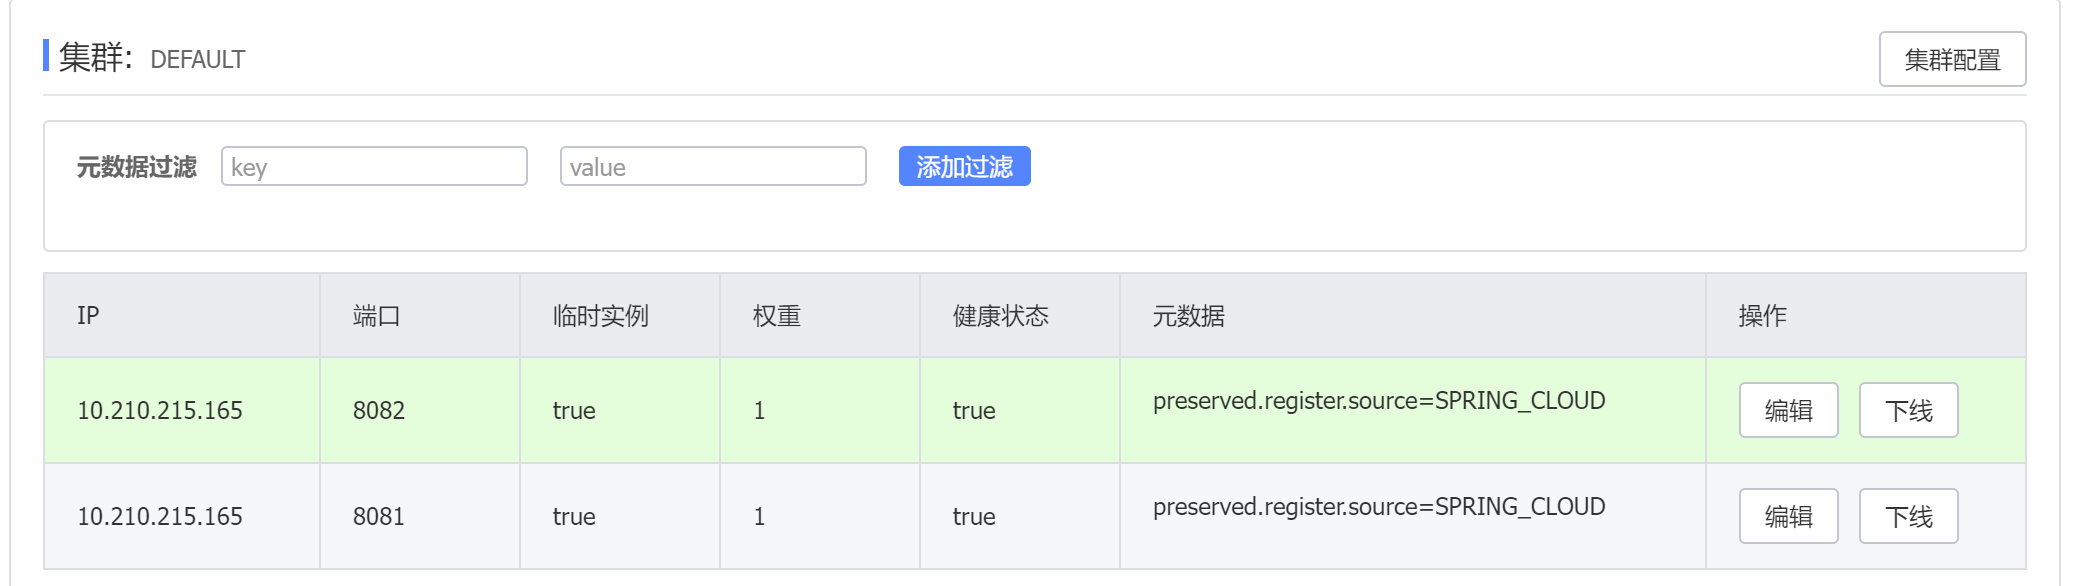 集群: DEFAULT 集群配置
元数据过滤 key value 添加过滤
IP 端口 临时实例 权重 健康状态 元数据 操作
10.210.215.165 8082 true 1 true preserved.register.source=SPRING_CLOUD 编辑 下线
10.210.215.165 8081 true 1 true preserved.register.source=SPRING_CLOUD 编辑 下线